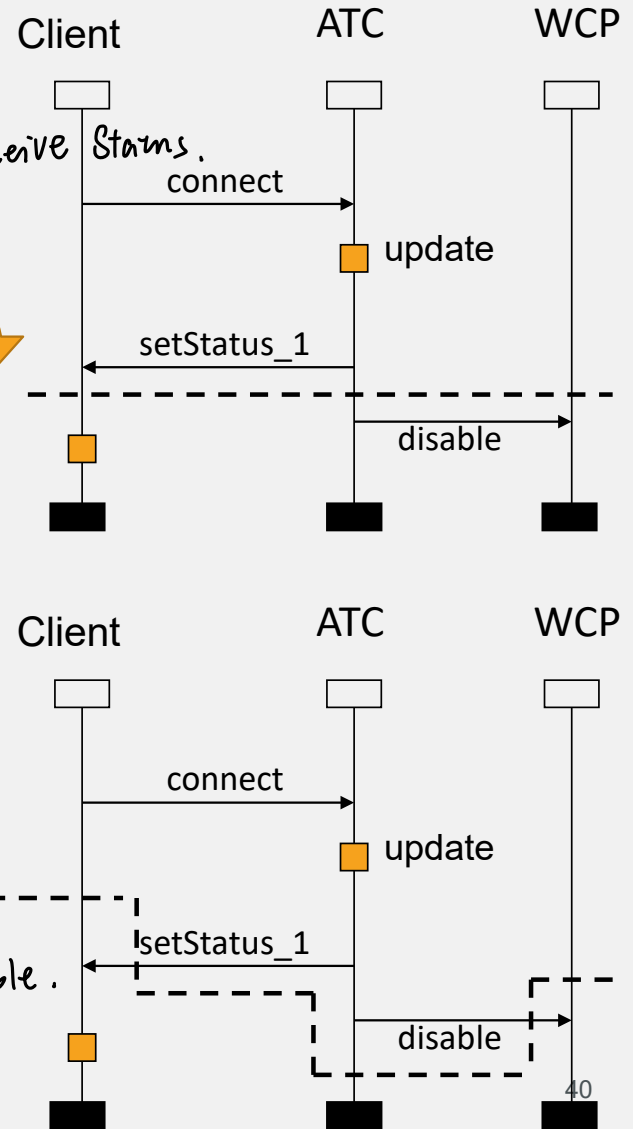 Client ATC WCP
connect
update
setStatus_1
disable
Client ATC WCP
connect
update
setStatus_1
disable
40